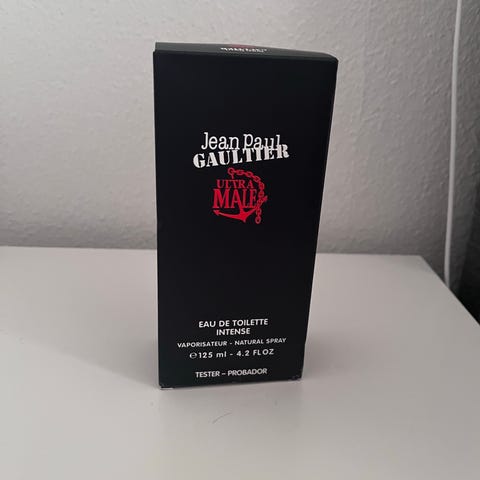 Jean Paul
GAULTIER
ULTRA
MALE
EAU DE TOILETTE
INTENSE
VAPORISATEUR - NATURAL SPRAY
℮ 125 ml - 4.2 FL OZ
TESTER – PROBADOR